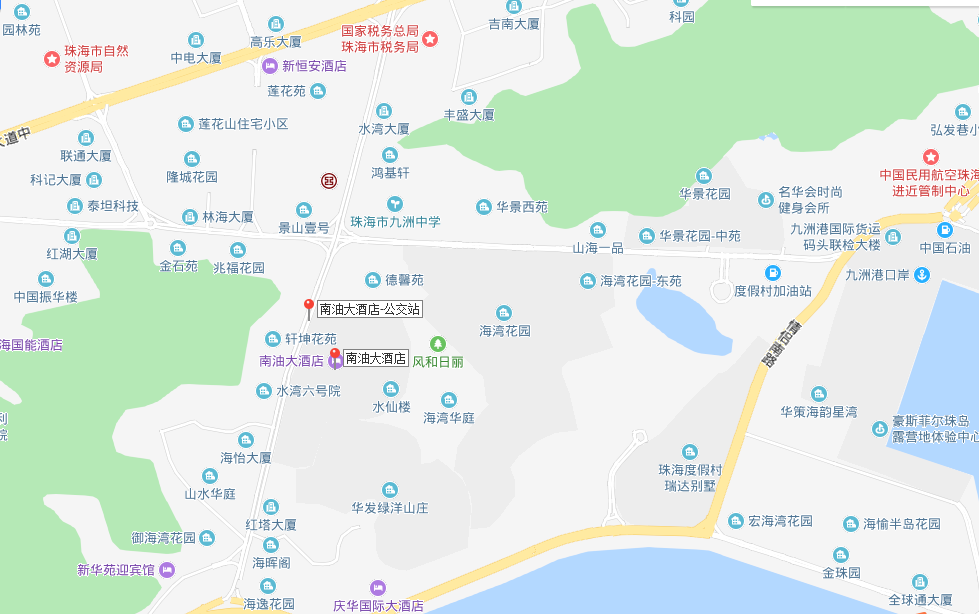 园林苑
吉南大厦
科园
高乐大厦
国家税务总局
珠海市税务局
珠海市自然
资源局
中电大厦
新恒安酒店
莲花苑
丰盛大厦
水湾大厦
莲花山住宅小区
弘发巷小
大道中
联通大厦
隆城花园
鸿基轩
中国民用航空珠海
进近管制中心
科记大厦
华景花园
名华会时尚
健身会所
泰坦科技
林海大厦
景山壹号
珠海市九洲中学
华景西苑
九洲港国际货运
码头联检大楼
中国石油
红湖大厦
金石苑
兆福花园
山海一品
华景花园-中苑
九洲港口岸
中国振华楼
德馨苑
海湾花园-东苑
度假村加油站
南油大酒店-公交站
海湾花园
情侣南路
轩坤花苑
海国能酒店
南油大酒店
南油大酒店
风和日丽
水湾六号院
水仙楼
海湾华庭
华策海韵星湾
豪斯菲尔珠岛
露营地体验中心
利
院
海怡大厦
珠海度假村
瑞达别墅
山水华庭
华发绿洋山庄
红塔大厦
宏海湾花园
海愉半岛花园
御海湾花园
海晖阁
新华苑迎宾馆
金珠园
海逸花园
庆华国际大酒店
全球通大厦